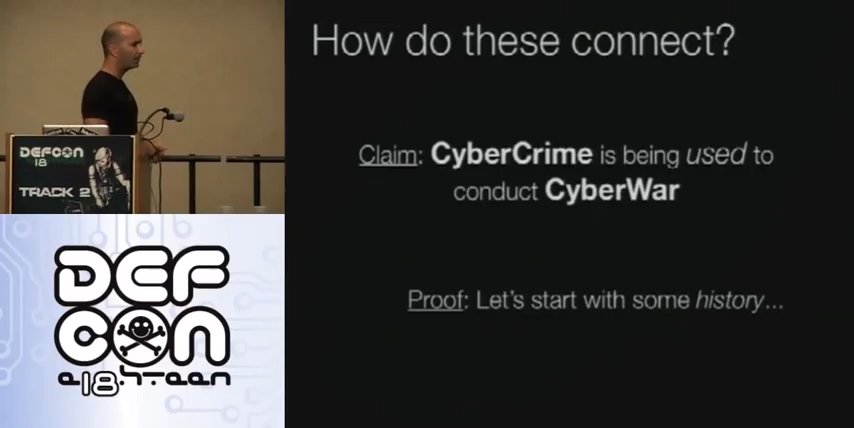 How do these connect?
Claim: CyberCrime is being used to
conduct CyberWar
Proof: Let's start with some history...
DEFCON
18
TRACK 2
DEF
CON
e18hteen